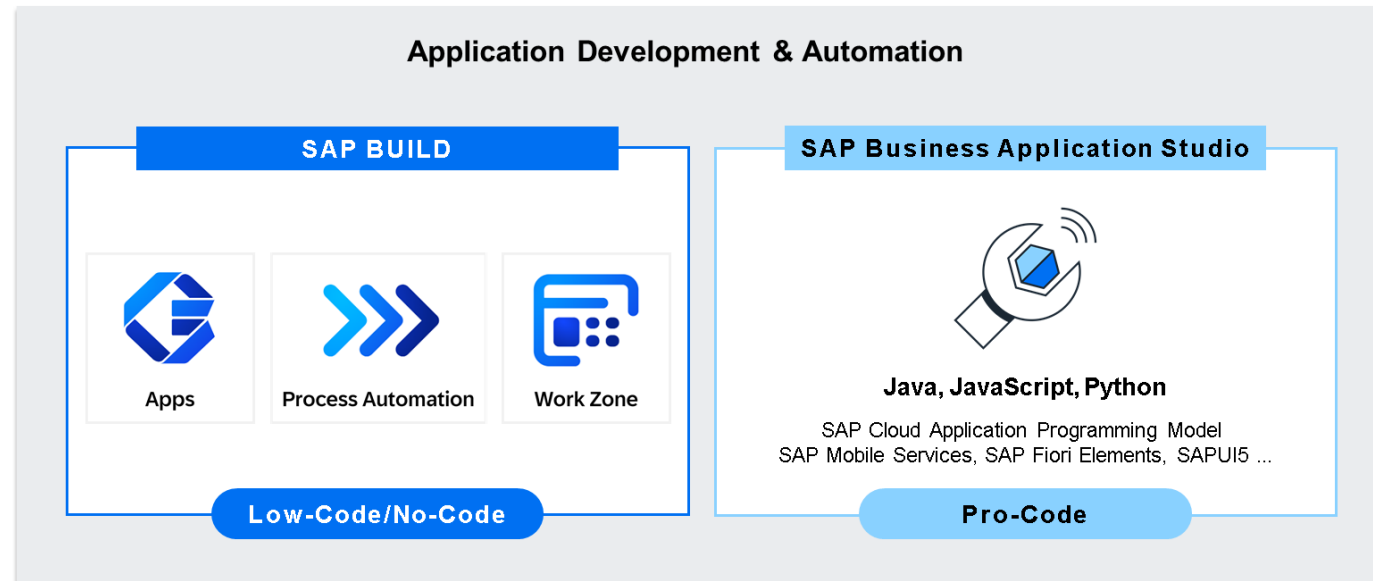 Application Development & Automation
SAP BUILD
Apps
Process Automation
Work Zone
Low-Code/No-Code
SAP Business Application Studio
Java, JavaScript, Python
SAP Cloud Application Programming Model
SAP Mobile Services, SAP Fiori Elements, SAPUI5 ...
Pro-Code